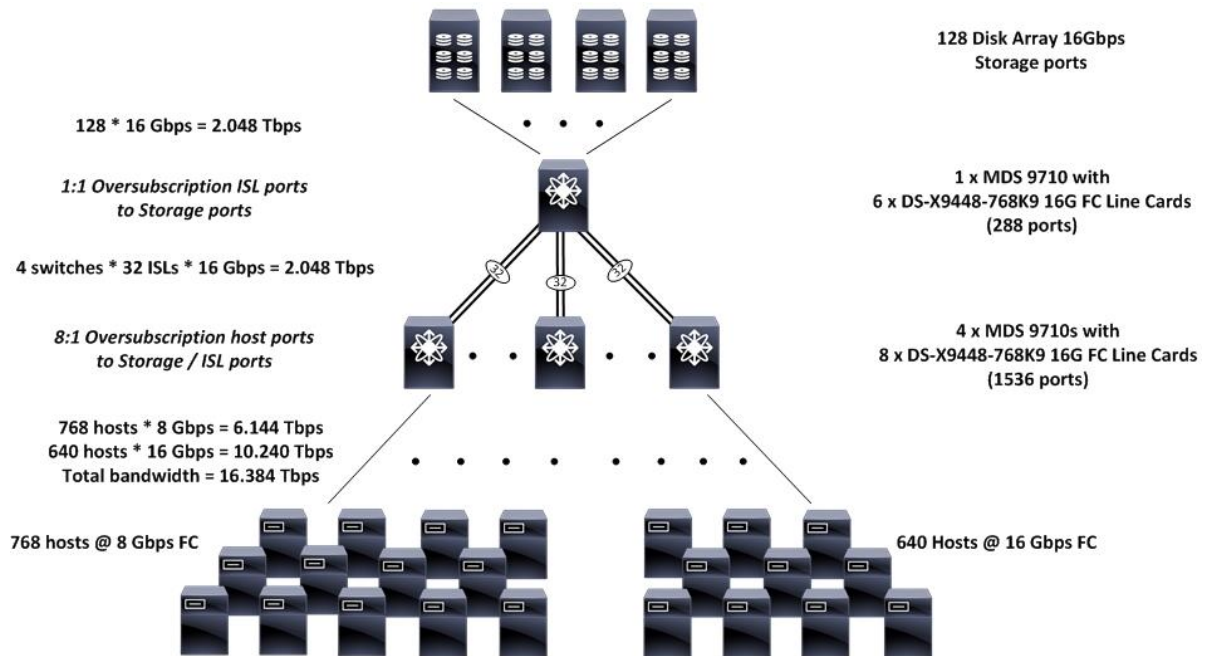 128 Disk Array 16Gbps
Storage ports
128 * 16 Gbps = 2.048 Tbps
1:1 Oversubscription ISL ports
to Storage ports
1 x MDS 9710 with
6 x DS-X9448-768K9 16G FC Line Cards
(288 ports)
4 switches * 32 ISLs * 16 Gbps = 2.048 Tbps
32
32
32
8:1 Oversubscription host ports
to Storage / ISL ports
4 x MDS 9710s with
8 x DS-X9448-768K9 16G FC Line Cards
(1536 ports)
768 hosts * 8 Gbps = 6.144 Tbps
640 hosts * 16 Gbps = 10.240 Tbps
Total bandwidth = 16.384 Tbps
768 hosts @ 8 Gbps FC
640 Hosts @ 16 Gbps FC